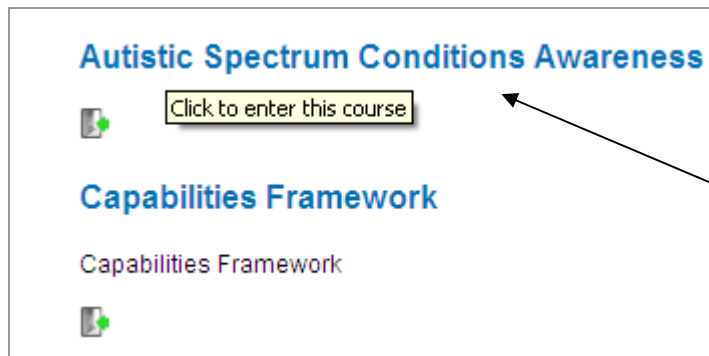 Autistic Spectrum Conditions Awareness
Click to enter this course
Capabilities Framework
Capabilities Framework